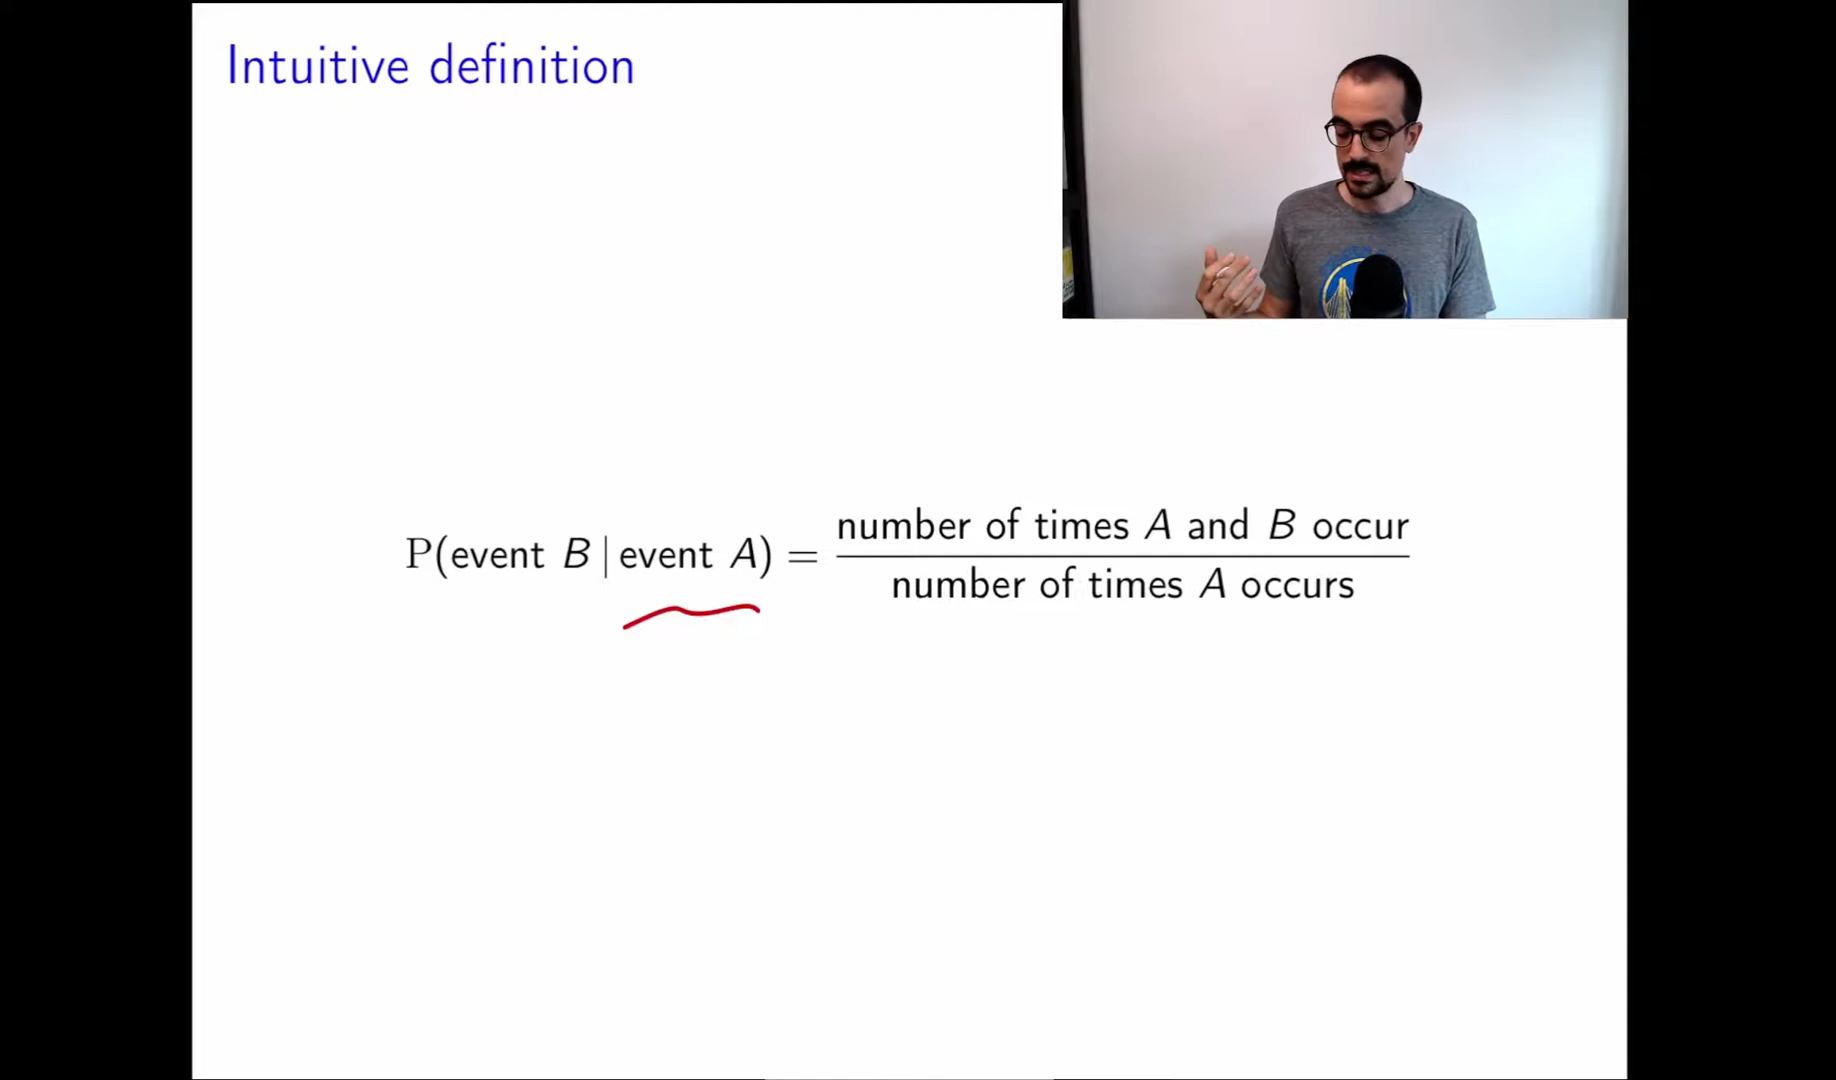 Intuitive definition
P(event B | event A) = number of times A and B occur
number of times A occurs